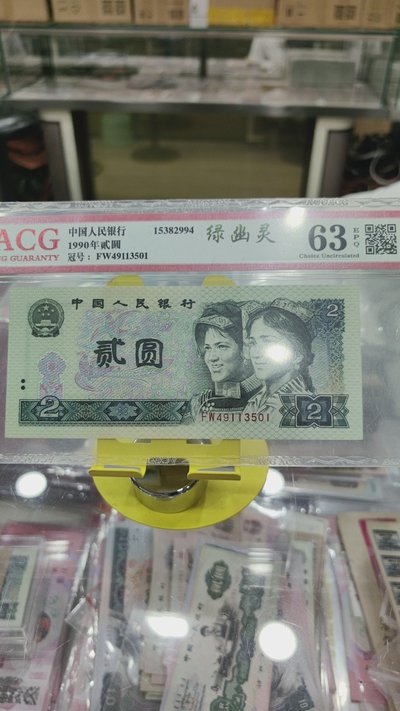 ACG
NG GUARANTY
中国人民银行 15382994
1990年贰圆
冠号：FW49113501
绿幽灵
63 EPQ
Choice Uncirculated
中国人民银行
贰圆
2
2
FW49113501
2